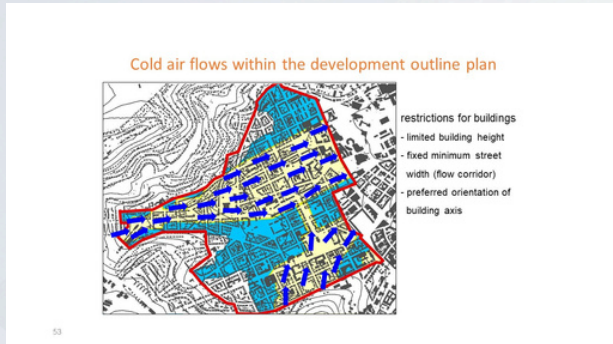 Cold air flows within the development outline plan
restrictions for buildings
- limited building height
- fixed minimum street
width (flow corridor)
- preferred orientation of
building axis
53